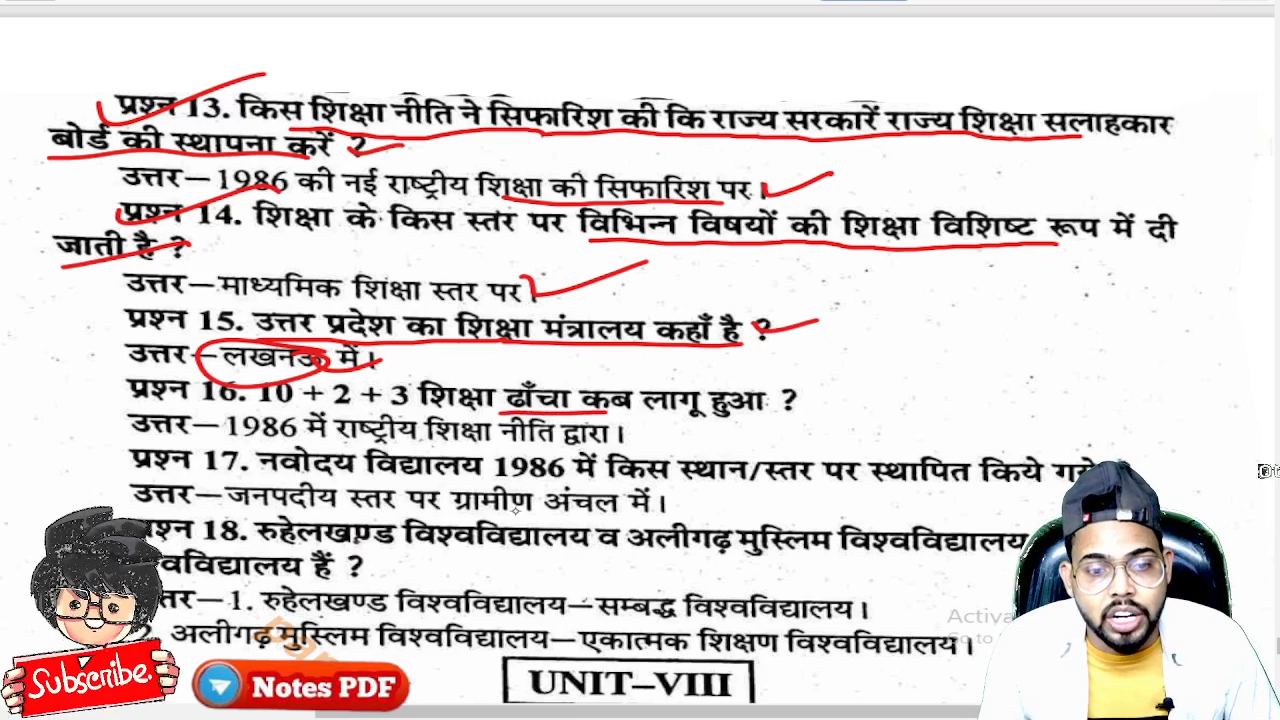 प्रश्न 13. किस शिक्षा नीति ने सिफारिश की कि राज्य सरकारें राज्य शिक्षा सलाहकार
बोर्ड की स्थापना करें ?
उत्तर–1986 की नई राष्ट्रीय शिक्षा की सिफारिश पर।
प्रश्न 14. शिक्षा के किस स्तर पर विभिन्न विषयों की शिक्षा विशिष्ट रूप में दी
जाती है ?
उत्तर–माध्यमिक शिक्षा स्तर पर।
प्रश्न 15. उत्तर प्रदेश का शिक्षा मंत्रालय कहाँ है ?
उत्तर–लखनऊ में।
प्रश्न 16. 10 + 2 + 3 शिक्षा ढाँचा कब लागू हुआ ?
उत्तर–1986 में राष्ट्रीय शिक्षा नीति द्वारा।
प्रश्न 17. नवोदय विद्यालय 1986 में किस स्थान/स्तर पर स्थापित किये गये
उत्तर–जनपदीय स्तर पर ग्रामीण अंचल में।
प्रश्न 18. रुहेलखण्ड विश्वविद्यालय व अलीगढ़ मुस्लिम विश्वविद्यालय
हैं ?
1. रुहेलखण्ड विश्वविद्यालय–सम्बद्ध विश्वविद्यालय।
2. अलीगढ़ मुस्लिम विश्वविद्यालय–एकात्मक शिक्षण विश्वविद्यालय।
UNIT–VIII
Subscribe.
Notes PDF